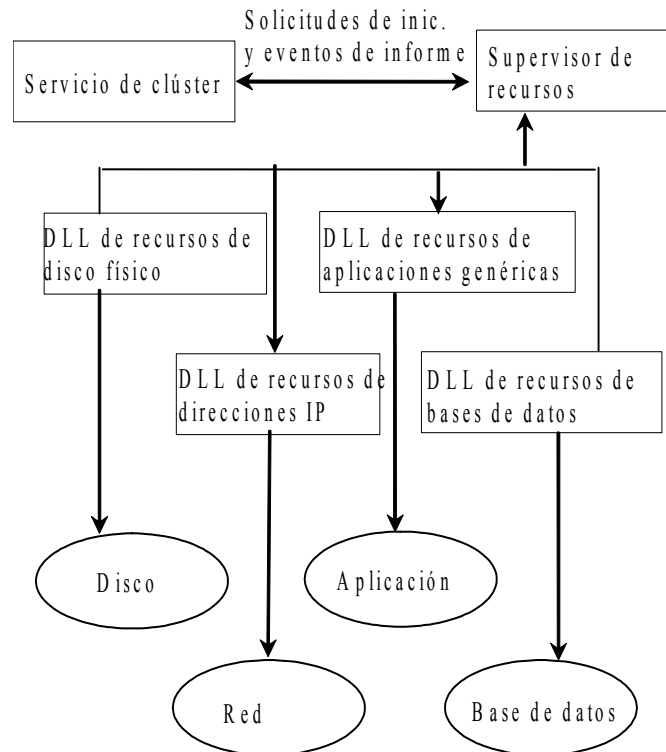 Solicitudes de inic.
y eventos de informe
Servicio de clúster
Supervisor de
recursos
DLL de recursos de
disco físico
DLL de recursos de
aplicaciones genéricas
DLL de recursos de
direcciones IP
DLL de recursos de
bases de datos
Disco
Aplicación
Red
Base de datos